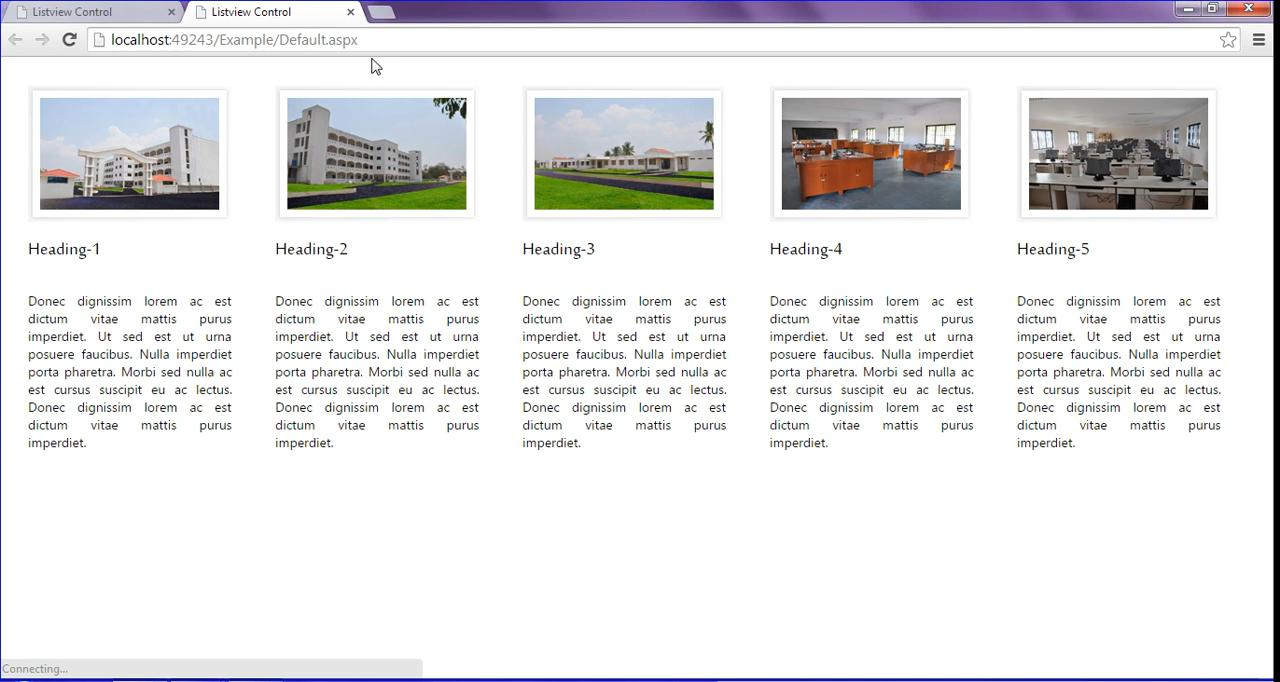 Listview Control
Listview Control
localhost:49243/Example/Default.aspx
Heading-1
Donec dignissim lorem ac est
dictum vitae mattis purus
imperdiet. Ut sed est ut urna
posuere faucibus. Nulla imperdiet
porta pharetra. Morbi sed nulla ac
est cursus suscipit eu ac lectus.
Donec dignissim lorem ac est
dictum vitae mattis purus
imperdiet.
Heading-2
Donec dignissim lorem ac est
dictum vitae mattis purus
imperdiet. Ut sed est ut urna
posuere faucibus. Nulla imperdiet
porta pharetra. Morbi sed nulla ac
est cursus suscipit eu ac lectus.
Donec dignissim lorem ac est
dictum vitae mattis purus
imperdiet.
Heading-3
Donec dignissim lorem ac est
dictum vitae mattis purus
imperdiet. Ut sed est ut urna
posuere faucibus. Nulla imperdiet
porta pharetra. Morbi sed nulla ac
est cursus suscipit eu ac lectus.
Donec dignissim lorem ac est
dictum vitae mattis purus
imperdiet.
Heading-4
Donec dignissim lorem ac est
dictum vitae mattis purus
imperdiet. Ut sed est ut urna
posuere faucibus. Nulla imperdiet
porta pharetra. Morbi sed nulla ac
est cursus suscipit eu ac lectus.
Donec dignissim lorem ac est
dictum vitae mattis purus
imperdiet.
Heading-5
Donec dignissim lorem ac est
dictum vitae mattis purus
imperdiet. Ut sed est ut urna
posuere faucibus. Nulla imperdiet
porta pharetra. Morbi sed nulla ac
est cursus suscipit eu ac lectus.
Donec dignissim lorem ac est
dictum vitae mattis purus
imperdiet.
Connecting...